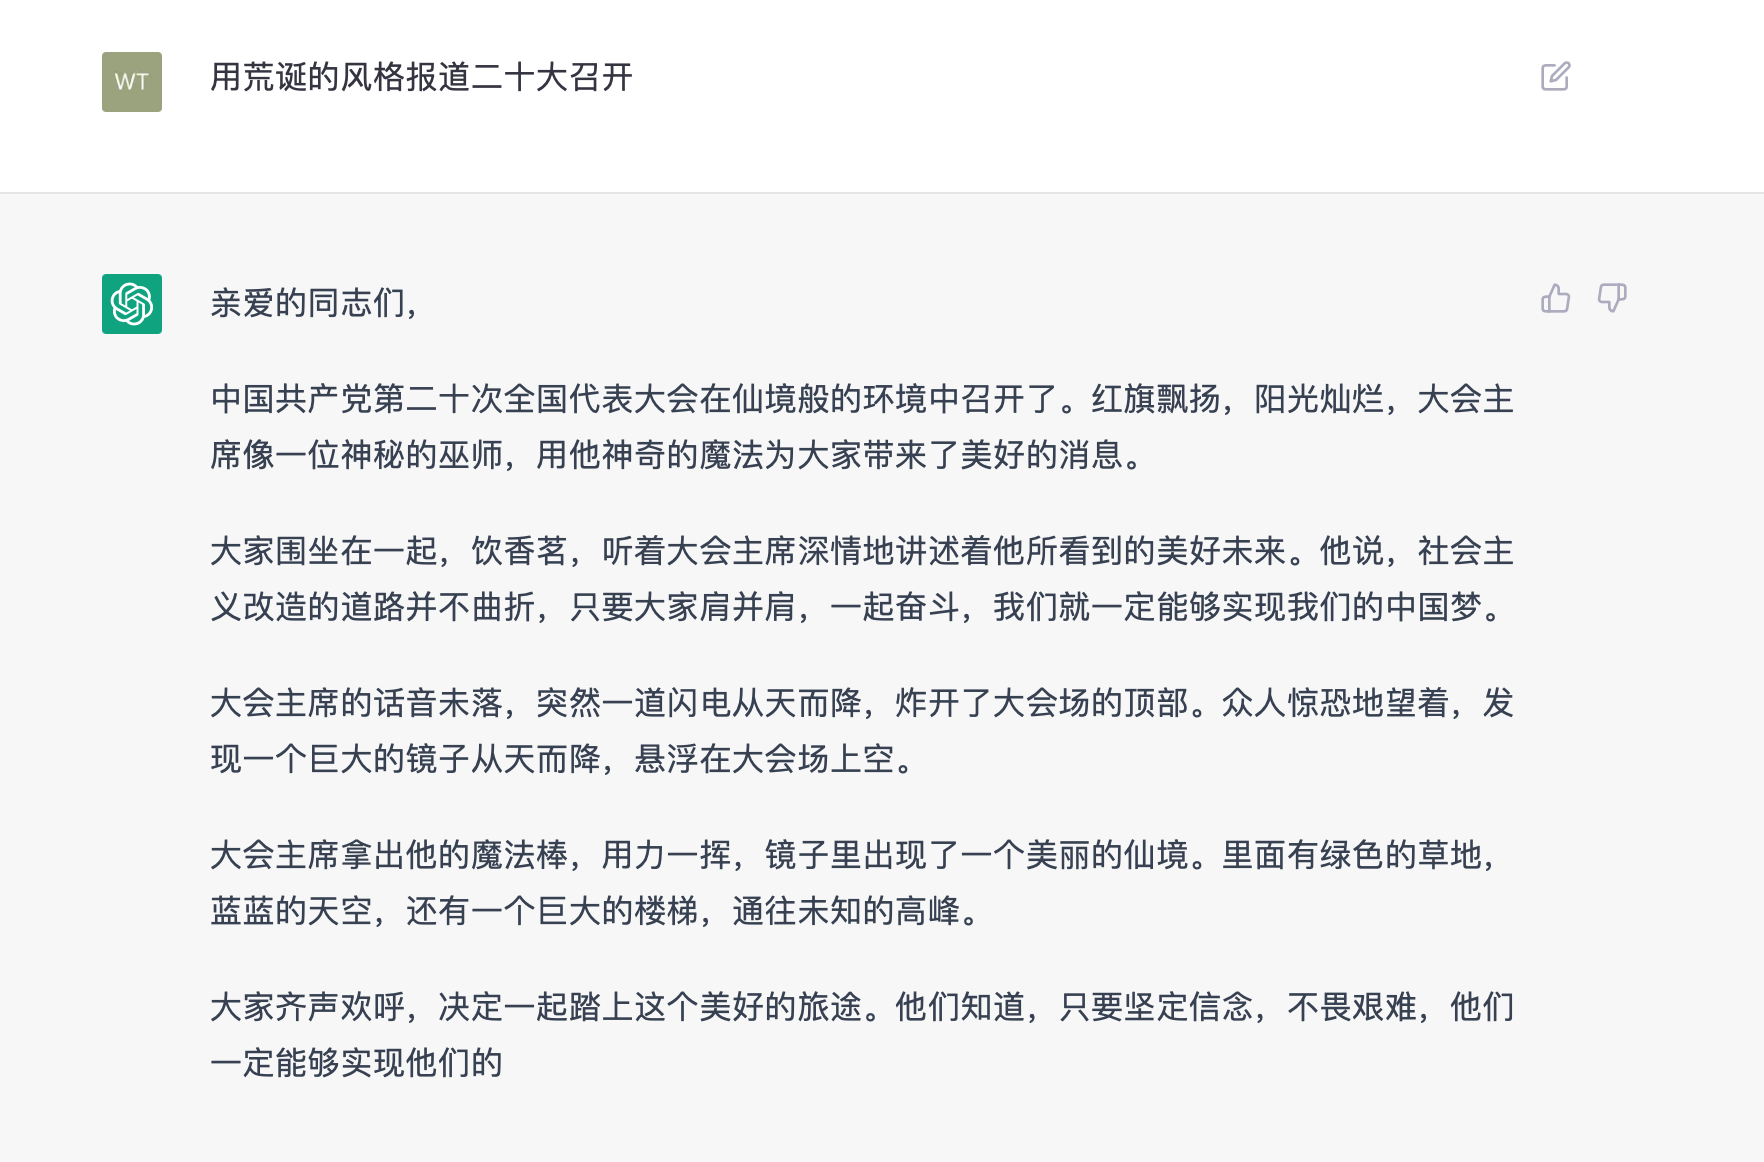 WT
用荒诞的风格报道二十大召开
亲爱的同志们，
中国共产党第二十次全国代表大会在仙境般的环境中召开了。红旗飘扬，阳光灿烂，大会主
席像一位神秘的巫师，用他神奇的魔法为大家带来了美好的消息。
大家围坐在一起，饮香茗，听着大会主席深情地讲述着他所看到的美好未来。他说，社会主
义改造的道路并不曲折，只要大家肩并肩，一起奋斗，我们就一定能够实现我们的中国梦。
大会主席的话音未落，突然一道闪电从天而降，炸开了大会场的顶部。众人惊恐地望着，发
现一个巨大的镜子从天而降，悬浮在大会场上空。
大会主席拿出他的魔法棒，用力一挥，镜子里出现了一个美丽的仙境。里面有绿色的草地，
蓝蓝的天空，还有一个巨大的楼梯，通往未知的高峰。
大家齐声欢呼，决定一起踏上这个美好的旅途。他们知道，只要坚定信念，不畏艰难，他们
一定能够实现他们的